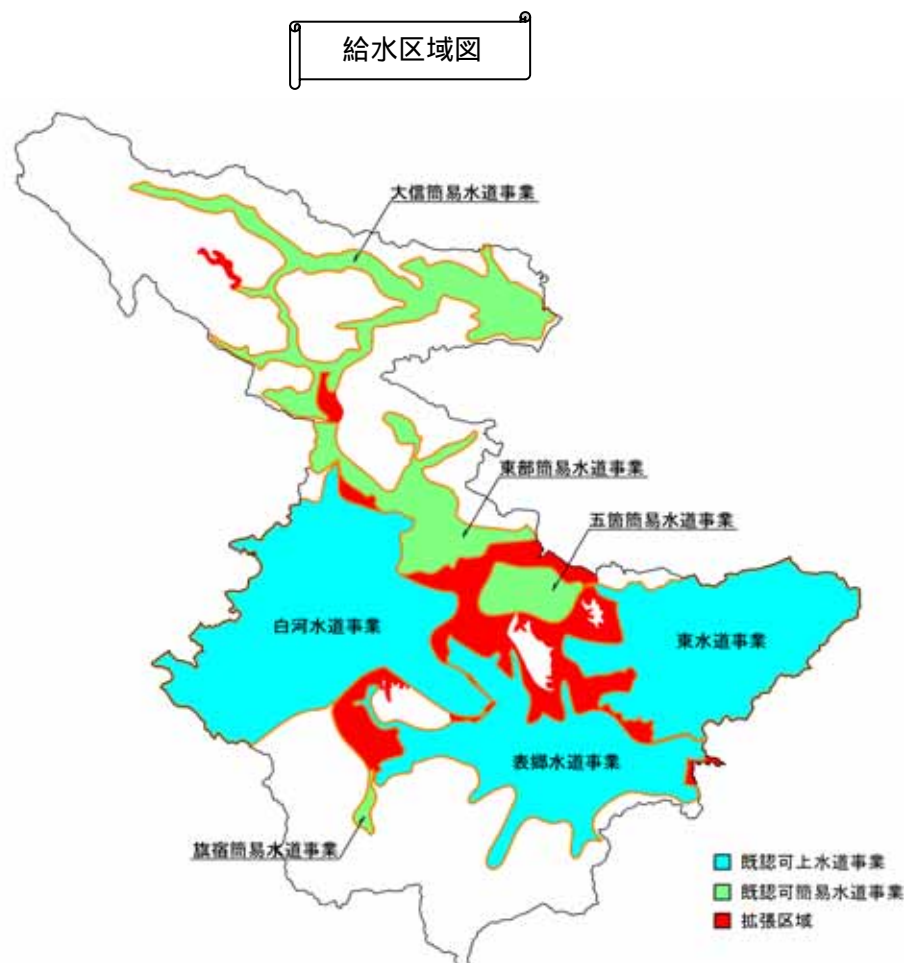 給水区域図
大信簡易水道事業
東部簡易水道事業
五箇簡易水道事業
白河水道事業
東水道事業
表郷水道事業
旗宿簡易水道事業
既認可上水道事業
既認可簡易水道事業
拡張区域